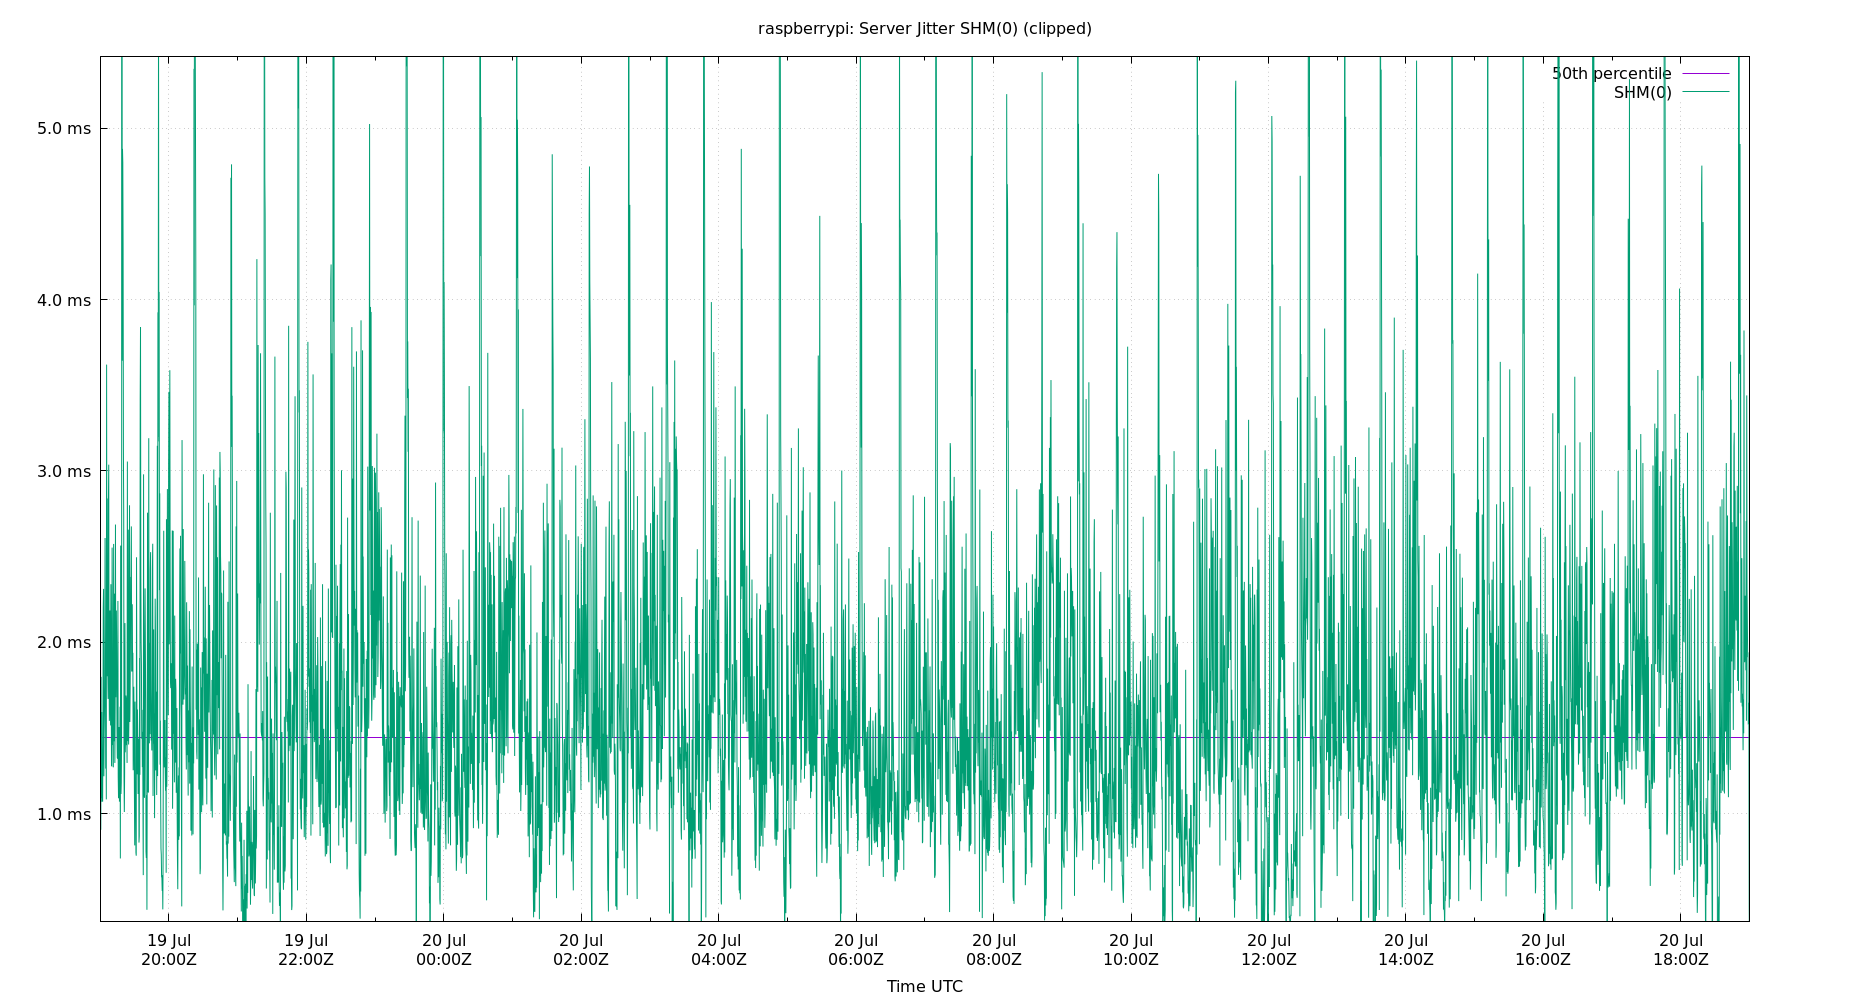 raspberrypi: Server Jitter SHM(0) (clipped)
50th percentile
SHM(0)
5.0 ms
4.0 ms
3.0 ms
2.0 ms
1.0 ms
19 Jul 19 Jul 20 Jul 20 Jul 20 Jul 20 Jul 20 Jul 20 Jul 20 Jul 20 Jul 20 Jul 20 Jul
20:00Z 22:00Z 00:00Z 02:00Z 04:00Z 06:00Z 08:00Z 10:00Z 12:00Z 14:00Z 16:00Z 18:00Z
Time UTC